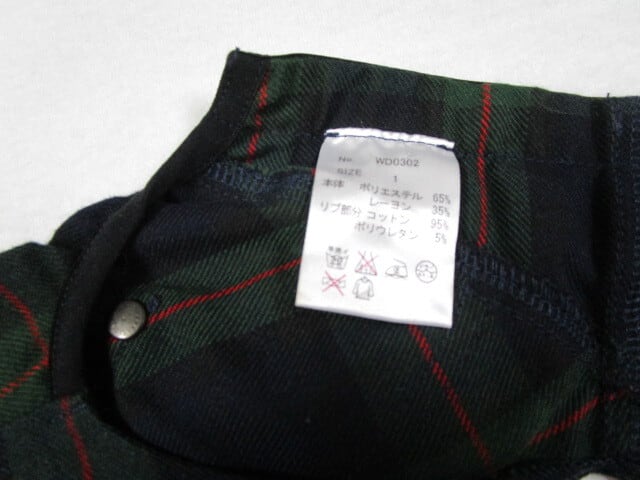 No. WD0302
SIZE 1
本体 ポリエステル 65%
レーヨン 35%
リブ部分 コットン 95%
ポリウレタン 5%